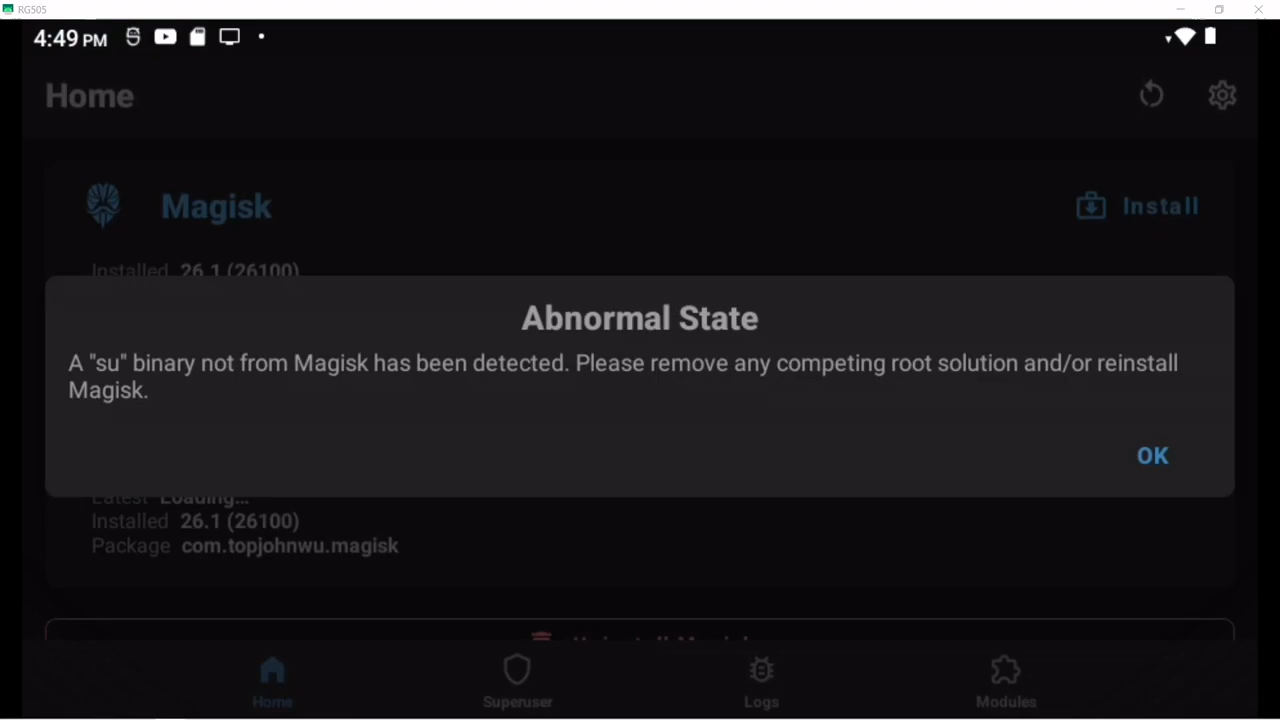 RG505
4:49 PM
Home
Magisk
Install
Installed 26.1 (26100)
Abnormal State
A "su" binary not from Magisk has been detected. Please remove any competing root solution and/or reinstall
Magisk.
OK
Latest Loading...
Installed 26.1 (26100)
Package com.topjohnwu.magisk
Uninstall Magisk
Home
Superuser
Logs
Modules